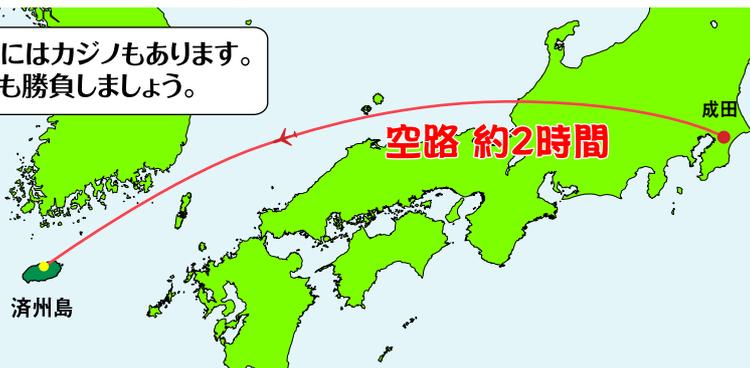 にはカジノもあります。
も勝負しましょう。
成田
空路 約2時間
済州島